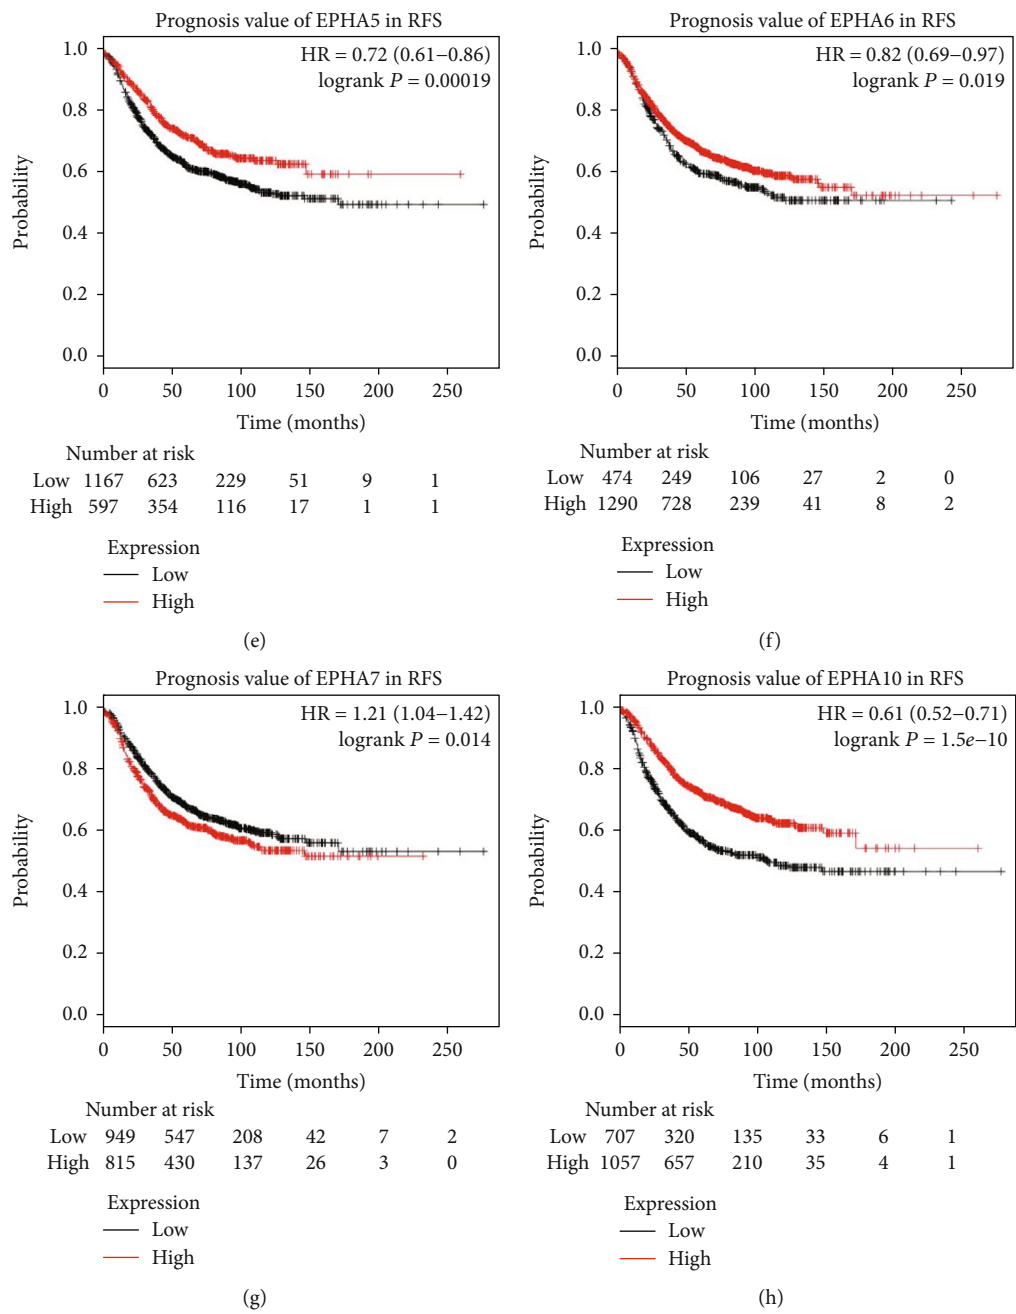 Prognosis value of EPHA5 in RFS
HR = 0.72 (0.61–0.86)
logrank P = 0.00019
1.0
0.8
0.6
0.4
0.2
0.0
Probability
0 50 100 150 200 250
Time (months)
Number at risk
Low 1167 623 229 51 9 1
High 597 354 116 17 1 1
Expression
Low
High
(e)
Prognosis value of EPHA6 in RFS
HR = 0.82 (0.69–0.97)
logrank P = 0.019
1.0
0.8
0.6
0.4
0.2
0.0
Probability
0 50 100 150 200 250
Time (months)
Number at risk
Low 474 249 106 27 2 0
High 1290 728 239 41 8 2
Expression
Low
High
(f)
Prognosis value of EPHA7 in RFS
HR = 1.21 (1.04–1.42)
logrank P = 0.014
1.0
0.8
0.6
0.4
0.2
0.0
Probability
0 50 100 150 200 250
Time (months)
Number at risk
Low 949 547 208 42 7 2
High 815 430 137 26 3 0
Expression
Low
High
(g)
Prognosis value of EPHA10 in RFS
HR = 0.61 (0.52–0.71)
logrank P = 1.5e–10
1.0
0.8
0.6
0.4
0.2
0.0
Probability
0 50 100 150 200 250
Time (months)
Number at risk
Low 707 320 135 33 6 1
High 1057 657 210 35 4 1
Expression
Low
High
(h)